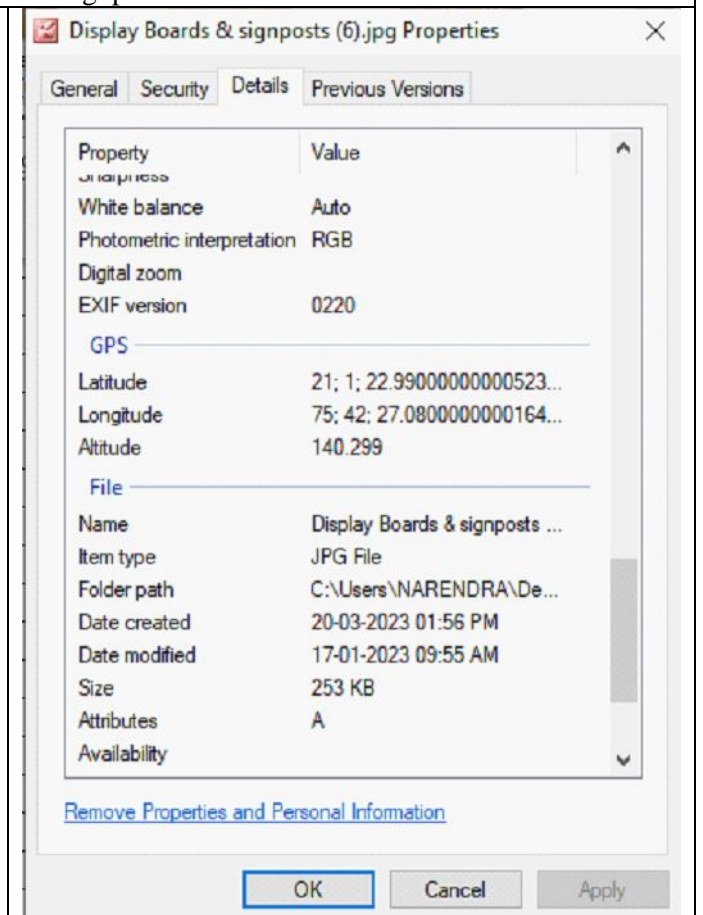 Display Boards & signposts (6).jpg Properties
General Security Details Previous Versions
Property Value
Sharpness
White balance Auto
Photometric interpretation RGB
Digital zoom
EXIF version 0220
GPS
Latitude 21; 1; 22.99000000000523...
Longitude 75; 42; 27.0800000000164...
Altitude 140.299
File
Name Display Boards & signposts ...
Item type JPG File
Folder path C:\Users\NARENDRA\De...
Date created 20-03-2023 01:56 PM
Date modified 17-01-2023 09:55 AM
Size 253 KB
Attributes A
Availability
Remove Properties and Personal Information
OK Cancel Apply